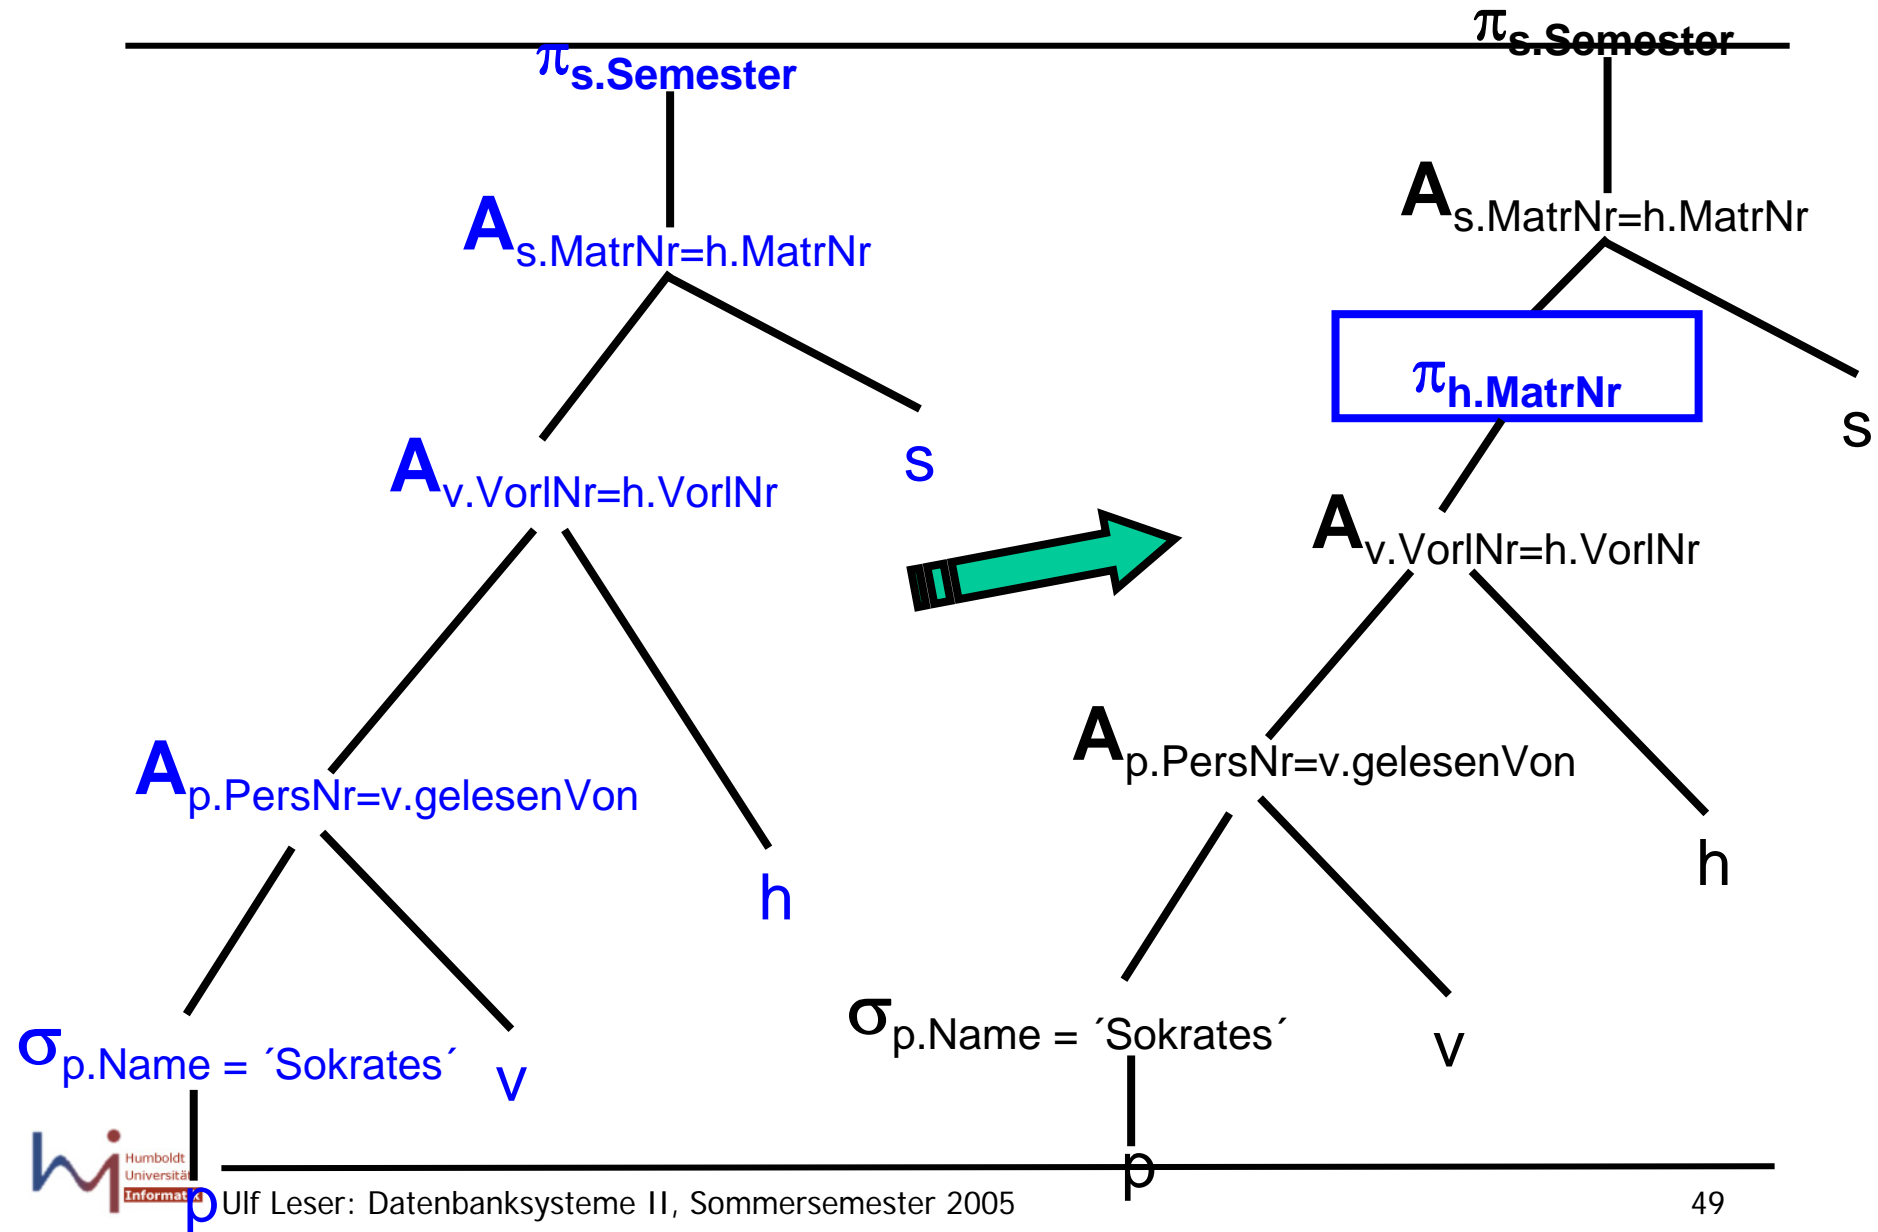 πs.Semester
As.MatrNr=h.MatrNr
s
Av.VorlNr=h.VorlNr
h
Ap.PersNr=v.gelesenVon
v
σp.Name = ´Sokrates´
p
πs.Semester
As.MatrNr=h.MatrNr
s
πh.MatrNr
Av.VorlNr=h.VorlNr
h
Ap.PersNr=v.gelesenVon
v
σp.Name = ´Sokrates´
p
Humboldt
Universität
Informatik
Ulf Leser: Datenbanksysteme II, Sommersemester 2005
49